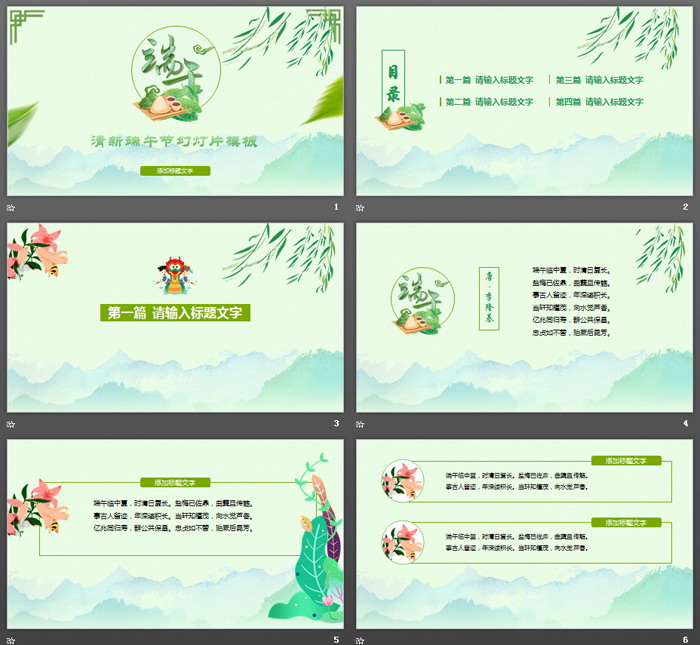 端午
清新端午节幻灯片模板
添加标题文字
1
目录
第一篇 请输入标题文字
第三篇 请输入标题文字
第二篇 请输入标题文字
第四篇 请输入标题文字
2
第一篇 请输入标题文字
3
端午
唐·李隆基
端午临中夏，时清日复长。
盐梅已佐鼎，曲糵且传觞。
事古人留迹，年深缕积长。
当轩知槿茂，向水觉芦香。
亿兆同归寿，群公共保昌。
忠贞如不替，贻厥后昆芳。
4
添加标题文字
端午临中夏，时清日复长。盐梅已佐鼎，曲糵且传觞。
事古人留迹，年深缕积长。当轩知槿茂，向水觉芦香。
亿兆同归寿，群公共保昌。忠贞如不替，贻厥后昆芳。
5
添加标题文字
端午临中夏，时清日复长。盐梅已佐鼎，曲糵且传觞。
事古人留迹，年深缕积长。当轩知槿茂，向水觉芦香。
添加标题文字
端午临中夏，时清日复长。盐梅已佐鼎，曲糵且传觞。
事古人留迹，年深缕积长。当轩知槿茂，向水觉芦香。
6